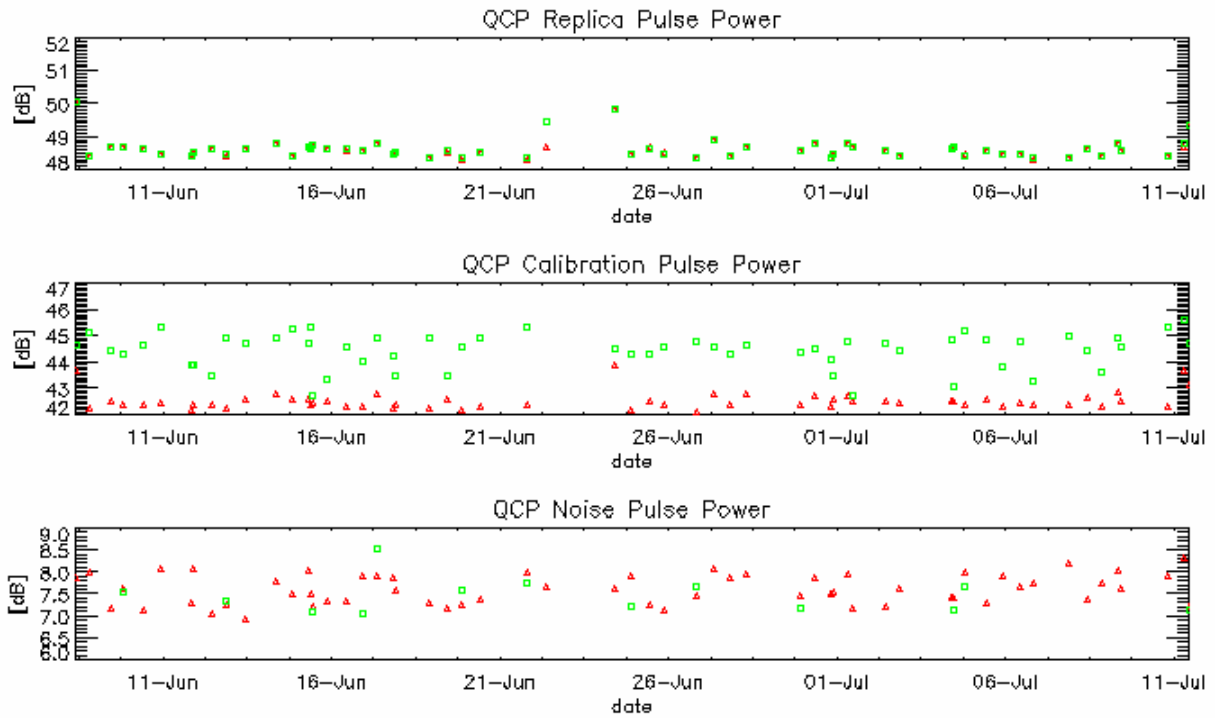 QCP Replica Pulse Power
52
51
50
49
48
[dB]
11-Jun 16-Jun 21-Jun 26-Jun 01-Jul 06-Jul 11-Jul
date
QCP Calibration Pulse Power
47
46
45
44
43
42
[dB]
11-Jun 16-Jun 21-Jun 26-Jun 01-Jul 06-Jul 11-Jul
date
QCP Noise Pulse Power
9.0
8.5
8.0
7.5
7.0
6.5
6.0
[dB]
11-Jun 16-Jun 21-Jun 26-Jun 01-Jul 06-Jul 11-Jul
date